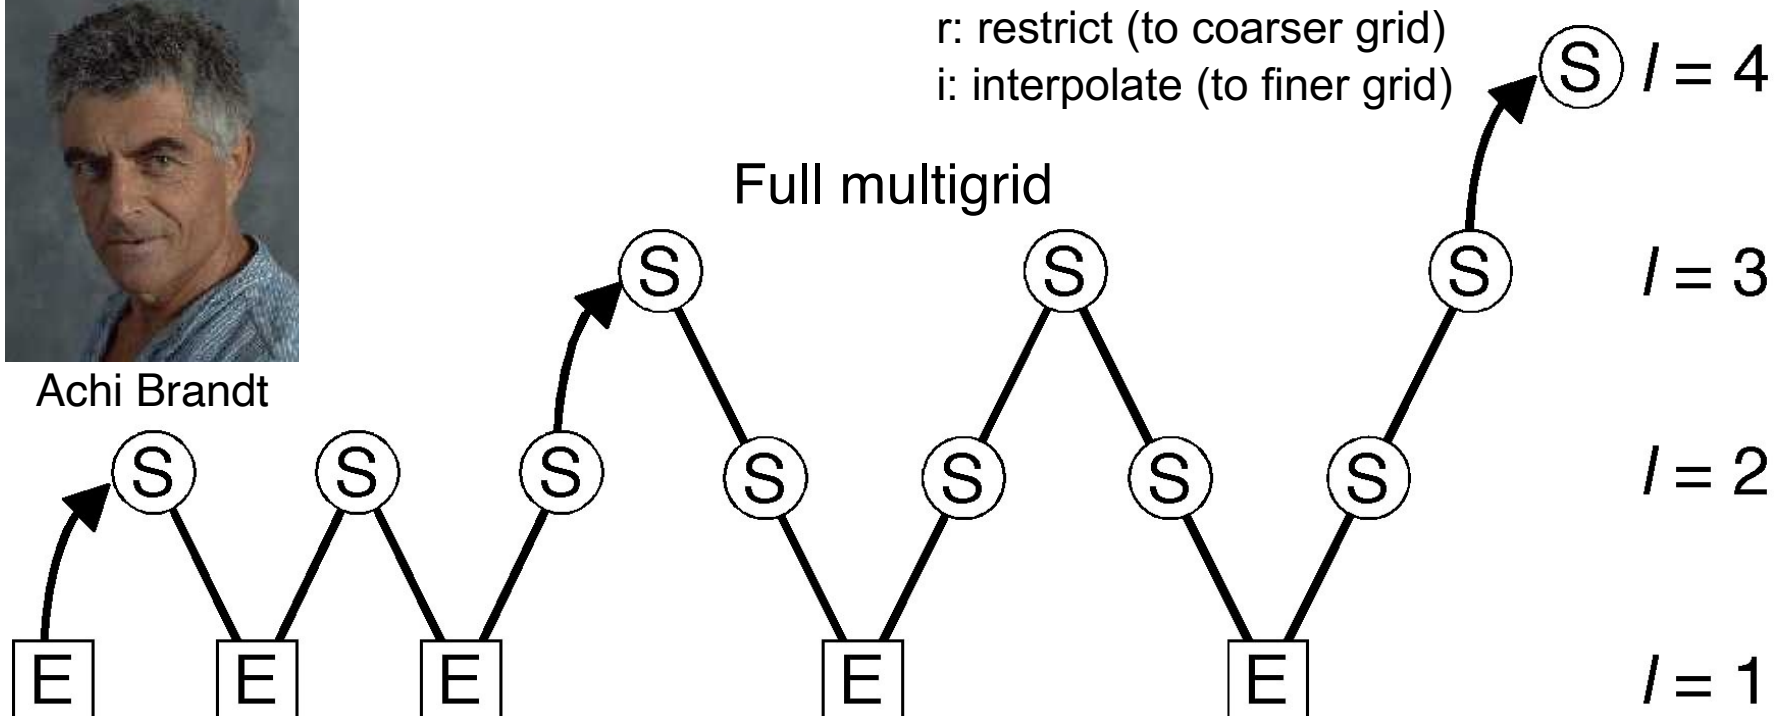 r: restrict (to coarser grid)
i: interpolate (to finer grid)
S l = 4
Full multigrid
S S S l = 3
Achi Brandt
S S S S S S S l = 2
E E E E E l = 1